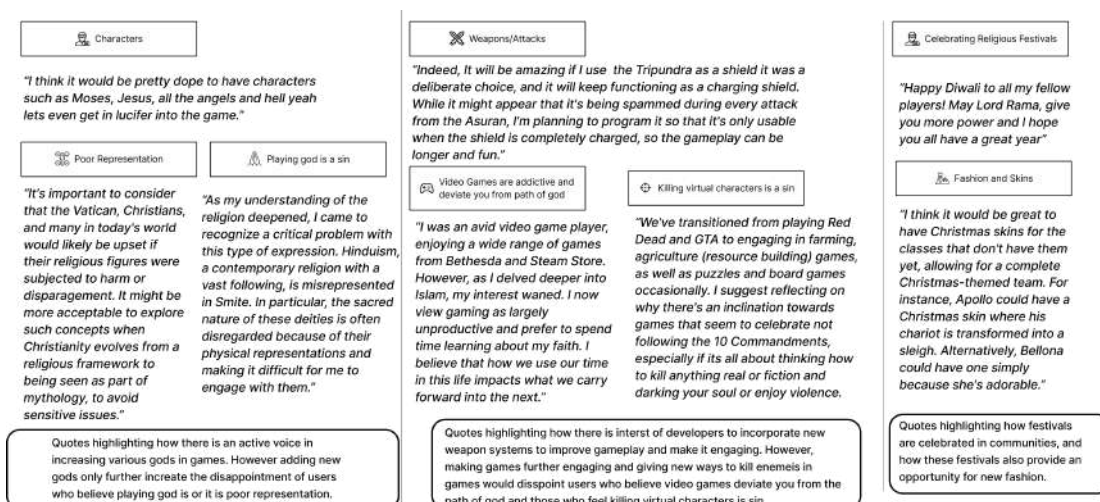 Characters
"I think it would be pretty dope to have characters
such as Moses, Jesus, all the angels and hell yeah
lets even get in lucifer into the game."
Poor Representation
"It's important to consider
that the Vatican, Christians,
and many in today's world
would likely be upset if
their religious figures were
subjected to harm or
disparagement. It might be
more acceptable to explore
such concepts when
Christianity evolves from a
religious framework to
being seen as part of
mythology, to avoid
sensitive issues."
Playing god is a sin
"As my understanding of the
religion deepened, I came to
recognize a critical problem with
this type of expression. Hinduism,
a contemporary religion with a
vast following, is misrepresented
in Smite. In particular, the sacred
nature of these deities is often
disregarded because of their
physical representations and
making it difficult for me to
engage with them."
Quotes highlighting how there is an active voice in
increasing various gods in games. However adding new
gods only further increate the disappointment of users
who believe playing god is or it is poor representation.
Weapons/Attacks
"Indeed, It will be amazing if I use the Tripundra as a shield it was a
deliberate choice, and it will keep functioning as a charging shield.
While it might appear that it's being spammed during every attack
from the Asuran, I'm planning to program it so that it's only usable
when the shield is completely charged, so the gameplay can be
longer and fun."
Video Games are addictive and
deviate you from path of god
"I was an avid video game player,
enjoying a wide range of games
from Bethesda and Steam Store.
However, as I delved deeper into
Islam, my interest waned. I now
view gaming as largely
unproductive and prefer to spend
time learning about my faith. I
believe that how we use our time
in this life impacts what we carry
forward into the next."
Killing virtual characters is a sin
"We've transitioned from playing Red
Dead and GTA to engaging in farming,
agriculture (resource building) games,
as well as puzzles and board games
occasionally. I suggest reflecting on
why there's an inclination towards
games that seem to celebrate not
following the 10 Commandments,
especially if its all about thinking how
to kill anything real or fiction and
darking your soul or enjoy violence.
Quotes highlighting how there is interst of developers to incorporate new
weapon systems to improve gameplay and make it engaging. However,
making games further engaging and giving new ways to kill enemeis in
games would disspoint users who believe video games deviate you from the
path of god and those who feel killing virtual characters is sin
Celebrating Religious Festivals
"Happy Diwali to all my fellow
players! May Lord Rama, give
you more power and I hope
you all have a great year"
Fashion and Skins
"I think it would be great to
have Christmas skins for the
classes that don't have them
yet, allowing for a complete
Christmas-themed team. For
instance, Apollo could have a
Christmas skin where his
chariot is transformed into a
sleigh. Alternatively, Bellona
could have one simply
because she's adorable."
Quotes highlighting how festivals
are celebrated in communities, and
how these festivals also provide an
opportunity for new fashion.